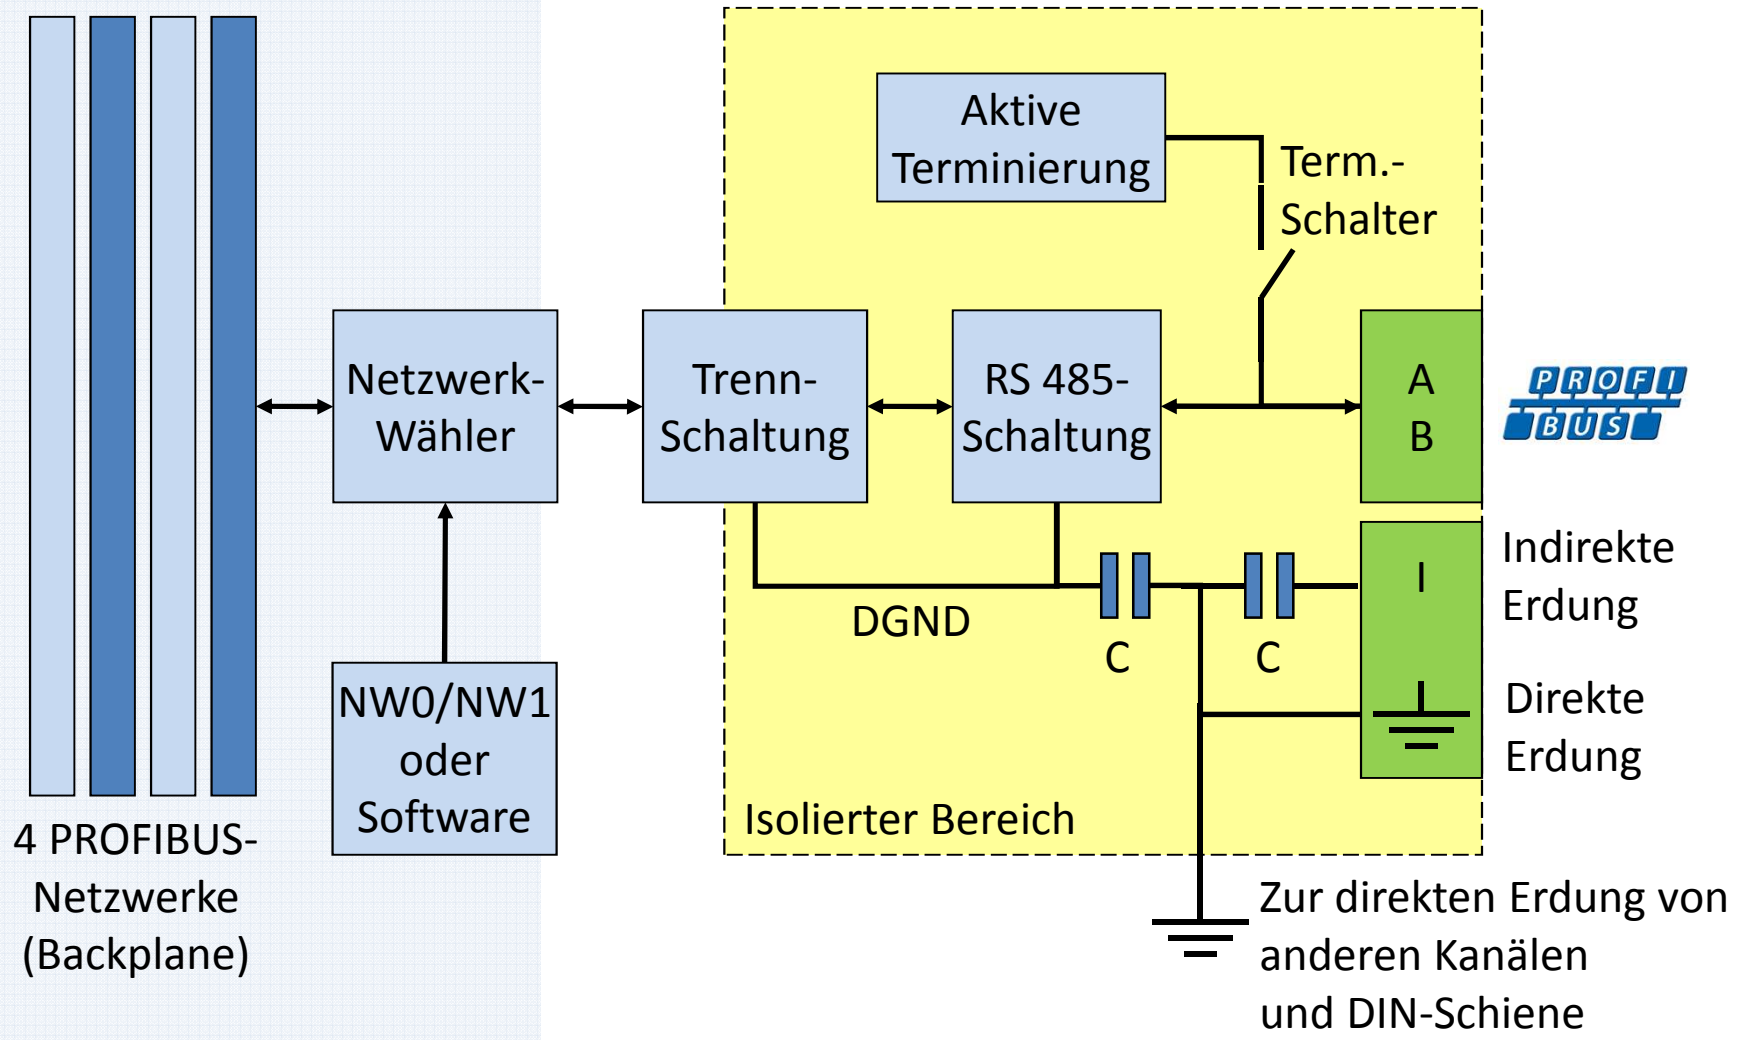 Aktive
Terminierung
Term.-
Schalter
Netzwerk-
Wähler
Trenn-
Schaltung
RS 485-
Schaltung
A
B
PROFI
BUS
DGND
C
C
I
Indirekte
Erdung
Direkte
Erdung
NW0/NW1
oder
Software
Isolierter Bereich
4 PROFIBUS-
Netzwerke
(Backplane)
Zur direkten Erdung von
anderen Kanälen
und DIN-Schiene